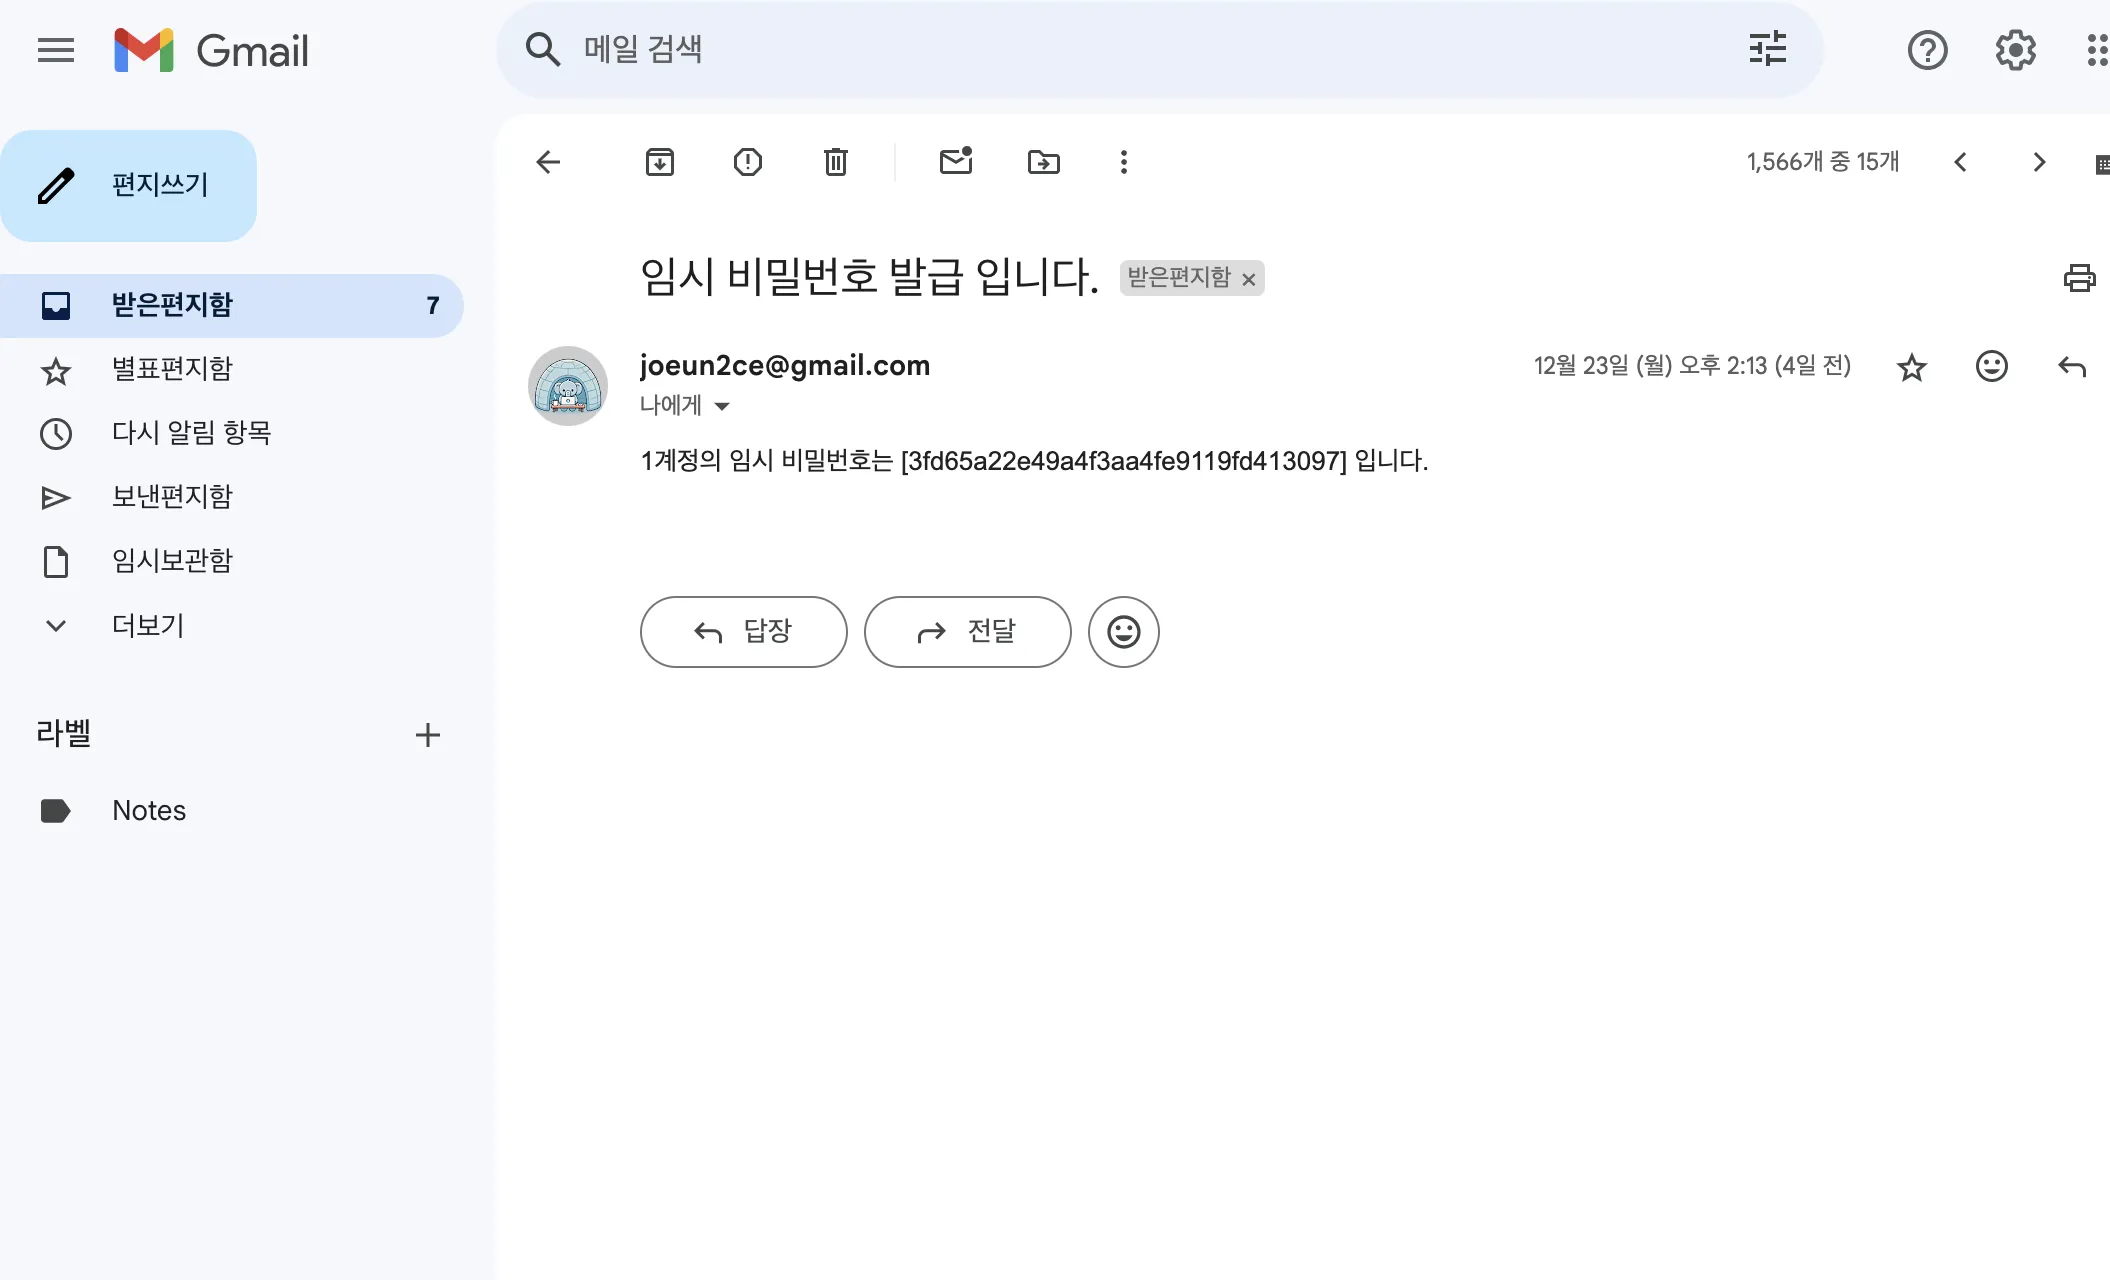 Gmail
메일 검색
편지쓰기
1,566개 중 15개
임시 비밀번호 발급 입니다. 받은편지함 ×
받은편지함 7
joeun2ce@gmail.com 12월 23일 (월) 오후 2:13 (4일 전)
별표편지함
나에게
다시 알림 항목
1계정의 임시 비밀번호는 [3fd65a22e49a4f3aa4fe9119fd413097] 입니다.
보낸편지함
임시보관함
더보기
답장 전달
라벨 +
Notes